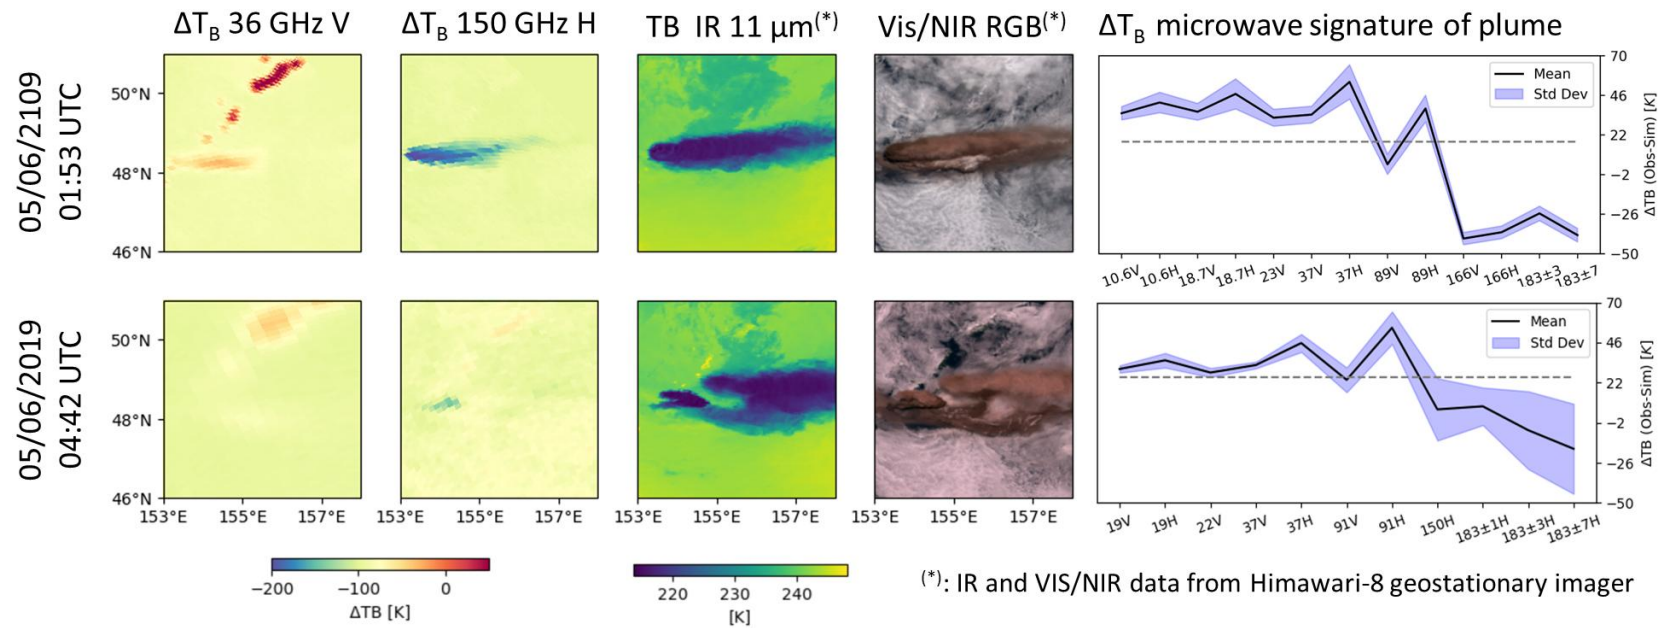 ΔTB 36 GHz V
ΔTB 150 GHz H
TB IR 11 µm(*)
Vis/NIR RGB(*)
ΔTB microwave signature of plume
05/06/2109
01:53 UTC
50°N
48°N
46°N
Mean
Std Dev
70
46
22
−2
−26
−50
ΔTB (Obs-Sim) [K]
10.6V 10.6H 18.7V 18.7H 23V 37V 37H 89V 89H 166V 166H 183±3 183±7
05/06/2019
04:42 UTC
50°N
48°N
46°N
153°E 155°E 157°E
153°E 155°E 157°E
153°E 155°E 157°E
153°E 155°E 157°E
Mean
Std Dev
70
46
22
−2
−26
−50
ΔTB (Obs-Sim) [K]
19V 19H 22V 37V 37H 91V 91H 150H 183±1H 183±3H 183±7H
−200 −100 0
ΔTB [K]
220 230 240
[K]
(*): IR and VIS/NIR data from Himawari-8 geostationary imager